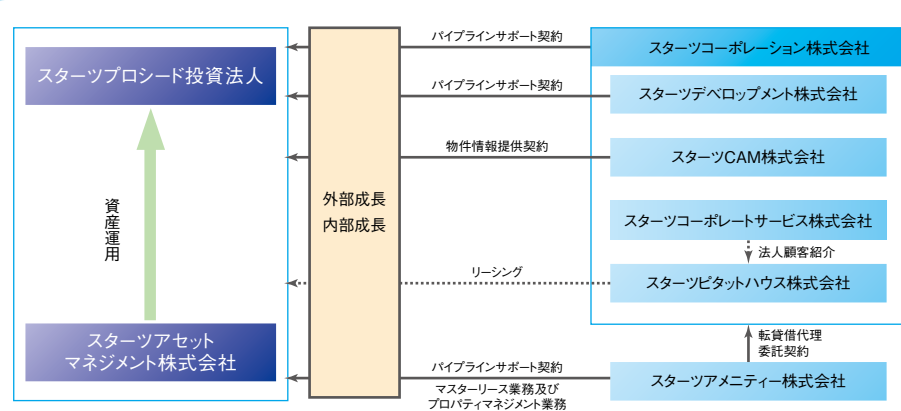 スターツプロシード投資法人
資産運用
スターツアセット
マネジメント株式会社
外部成長
内部成長
パイプラインサポート契約
パイプラインサポート契約
物件情報提供契約
リーシング
パイプラインサポート契約
マスターリース業務及び
プロパティマネジメント業務
スターツコーポレーション株式会社
スターツデベロップメント株式会社
スターツCAM株式会社
スターツコーポレートサービス株式会社
法人顧客紹介
スターツピタットハウス株式会社
転貸借代理
委託契約
スターツアメニティー株式会社